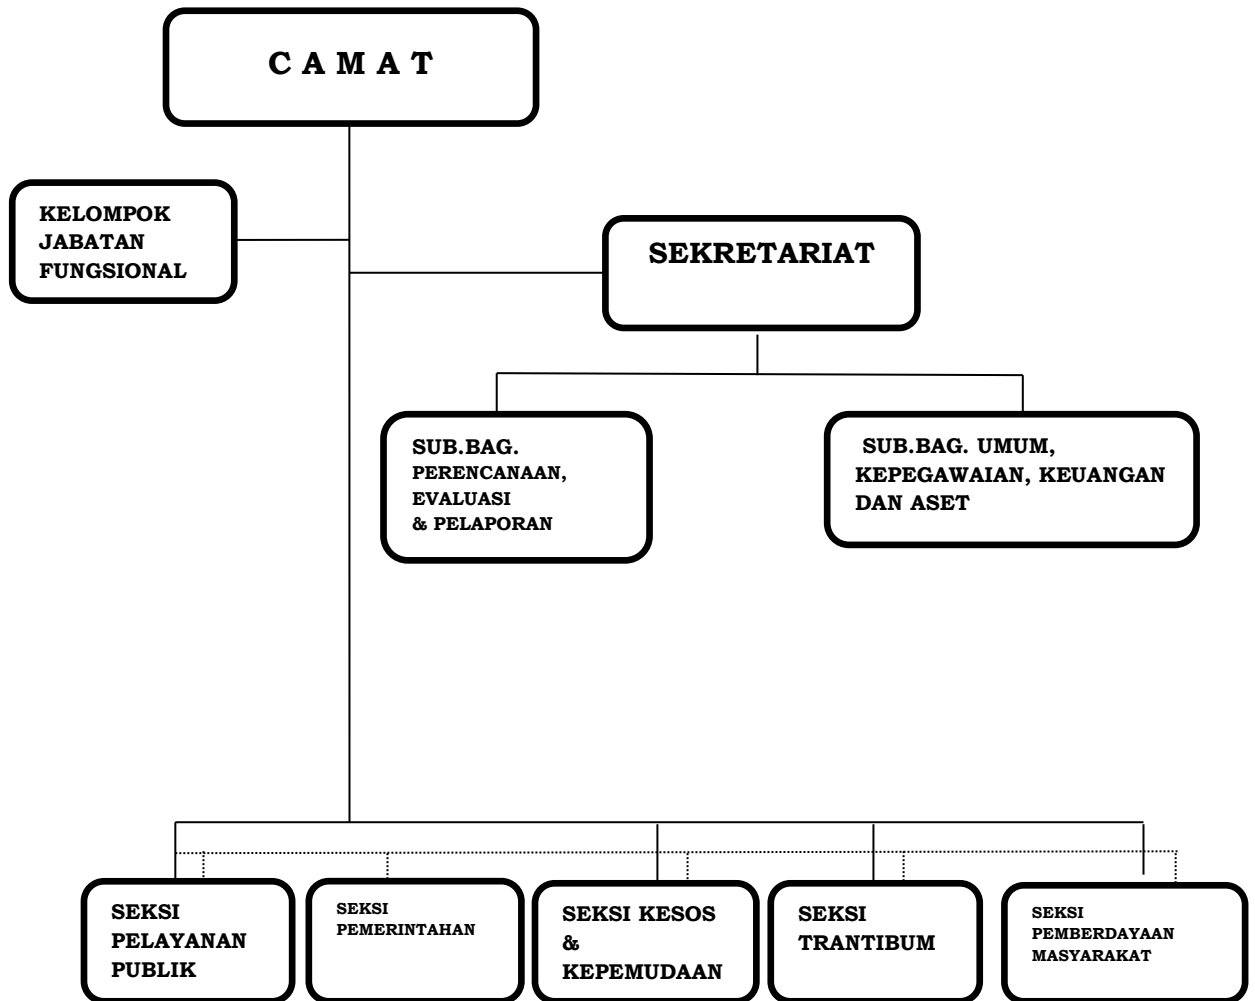 C A M A T
KELOMPOK
JABATAN
FUNGSIONAL
SEKRETARIAT
SUB.BAG.
PERENCANAAN,
EVALUASI
& PELAPORAN
SUB.BAG. UMUM,
KEPEGAWAIAN, KEUANGAN
DAN ASET
SEKSI
PELAYANAN
PUBLIK
SEKSI
PEMERINTAHAN
SEKSI KESOS
&
KEPEMUDAAN
SEKSI
TRANTIBUM
SEKSI
PEMBERDAYAAN
MASYARAKAT